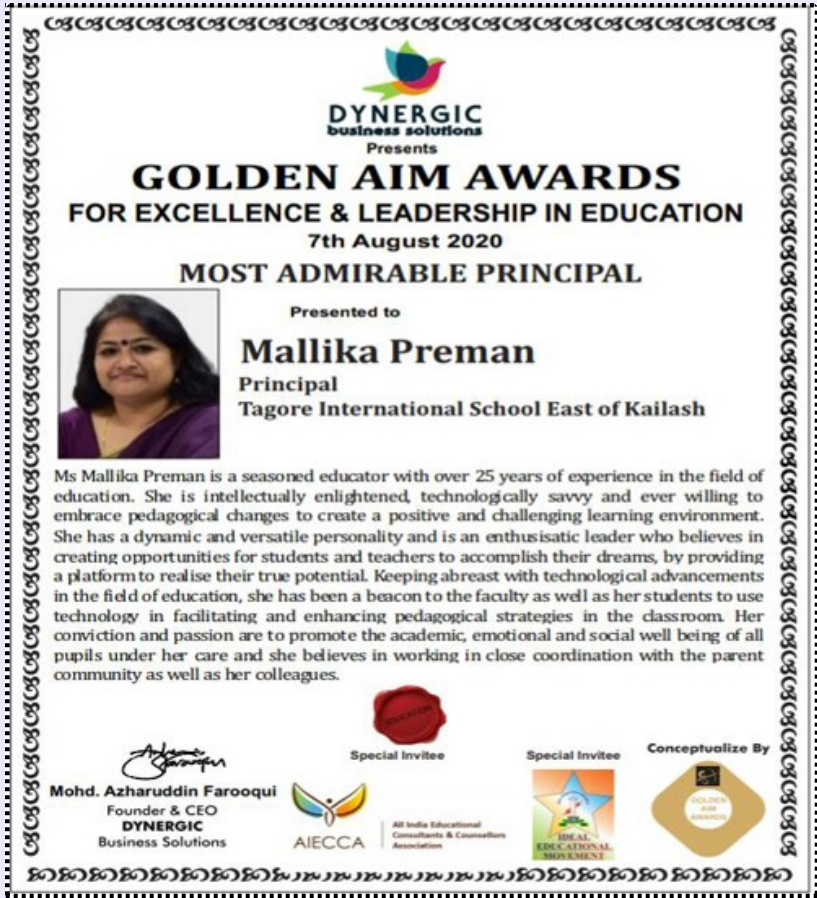 DYNERGIC
business solutions
Presents
GOLDEN AIM AWARDS
FOR EXCELLENCE & LEADERSHIP IN EDUCATION
7th August 2020
MOST ADMIRABLE PRINCIPAL
Presented to
Mallika Preman
Principal
Tagore International School East of Kailash
Ms Mallika Preman is a seasoned educator with over 25 years of experience in the field of
education. She is intellectually enlightened, technologically savvy and ever willing to
embrace pedagogical changes to create a positive and challenging learning environment.
She has a dynamic and versatile personality and is an enthusisatic leader who believes in
creating opportunities for students and teachers to accomplish their dreams, by providing
a platform to realise their true potential. Keeping abreast with technological advancements
in the field of education, she has been a beacon to the faculty as well as her students to use
technology in facilitating and enhancing pedagogical strategies in the classroom. Her
conviction and passion are to promote the academic, emotional and social well being of all
pupils under her care and she believes in working in close coordination with the parent
community as well as her colleagues.
EDUCATION
Mohd. Azharuddin Farooqui
Founder & CEO
DYNERGIC
Business Solutions
Special Invitee
AIECCA
All India Educational
Consultants & Counsellors
Association
Special Invitee
IDEAL
EDUCATIONAL
MOVEMENT
Conceptualize By
GOLDEN
AIM
AWARDS